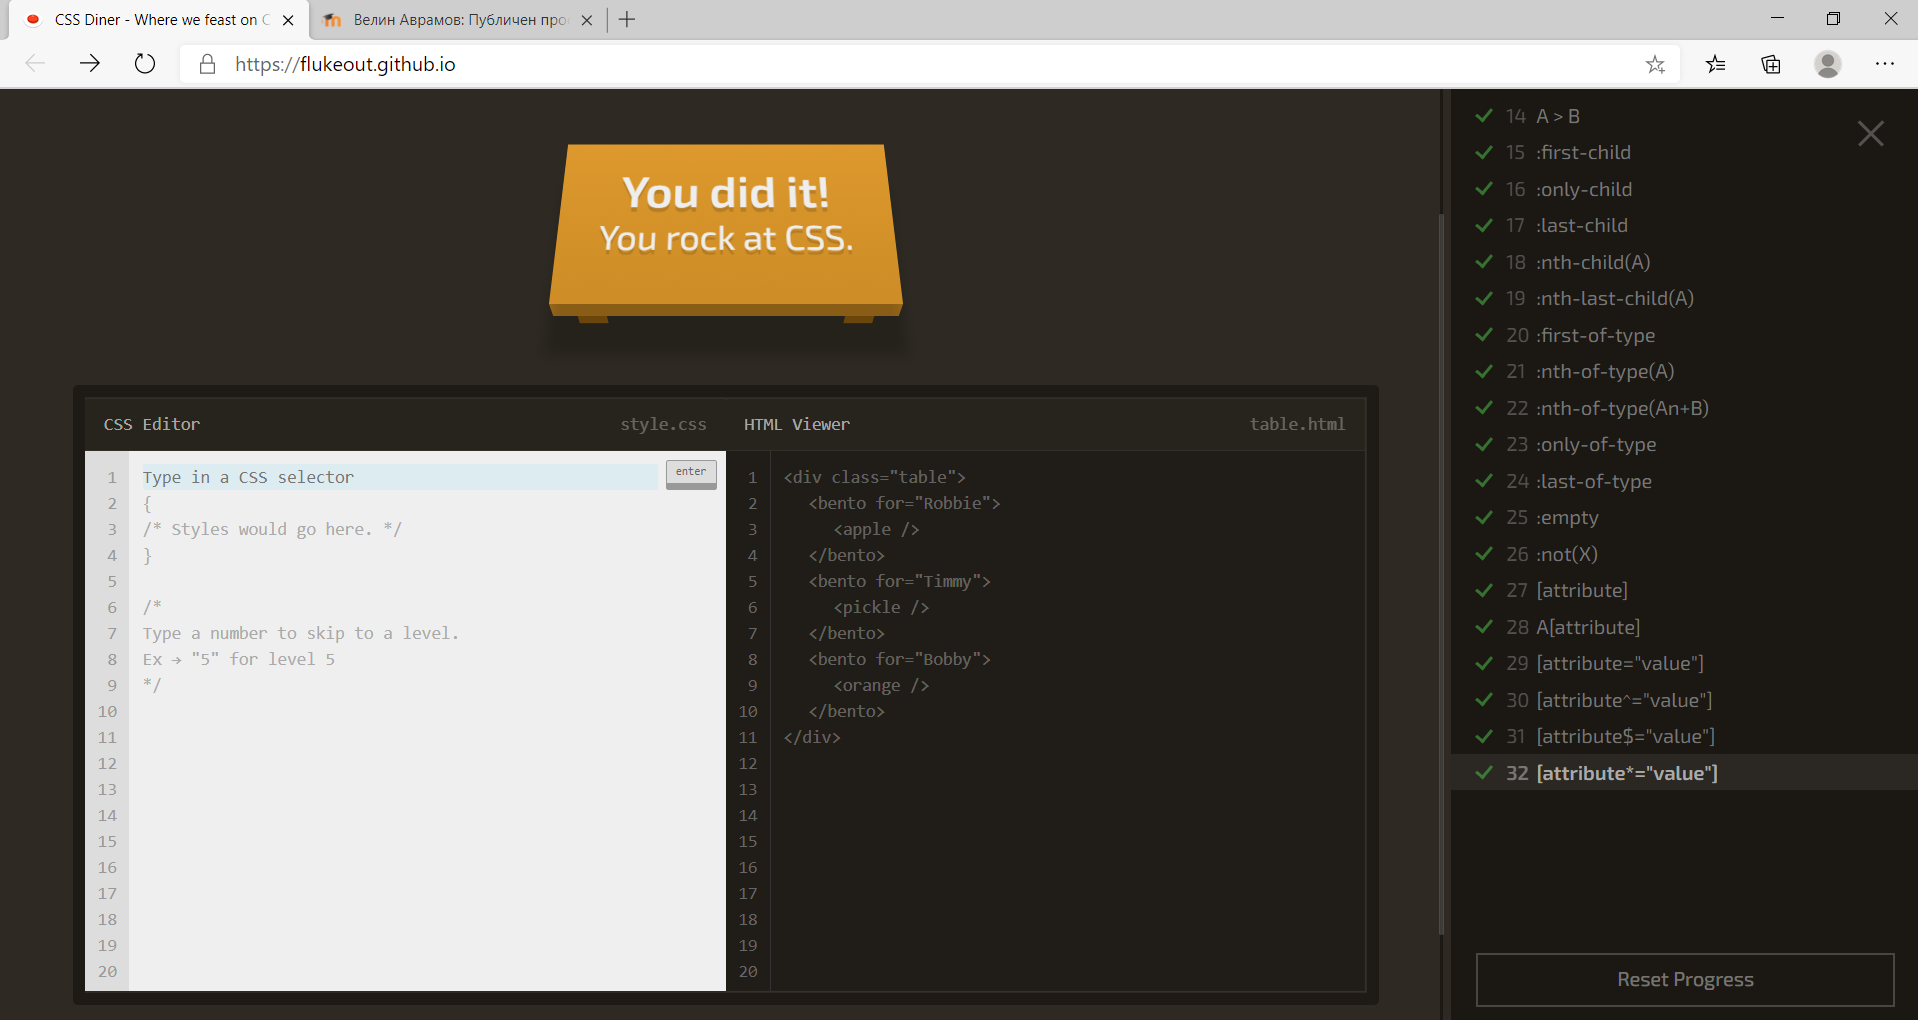 CSS Diner - Where we feast on
Велин Аврамов: Публичен про
https://flukeout.github.io
You did it!
You rock at CSS.
CSS Editor
style.css
HTML Viewer
table.html
1 Type in a CSS selector
enter
2 {
3 /* Styles would go here. */
4 }
5
6 /*
7 Type a number to skip to a level.
8 Ex → "5" for level 5
9 */
10
11
12
13
14
15
16
17
18
19
20
1 <div class="table">
2 <bento for="Robbie">
3 <apple />
4 </bento>
5 <bento for="Timmy">
6 <pickle />
7 </bento>
8 <bento for="Bobby">
9 <orange />
10 </bento>
11 </div>
12
13
14
15
16
17
18
19
20
14 A > B
15 :first-child
16 :only-child
17 :last-child
18 :nth-child(A)
19 :nth-last-child(A)
20 :first-of-type
21 :nth-of-type(A)
22 :nth-of-type(An+B)
23 :only-of-type
24 :last-of-type
25 :empty
26 :not(X)
27 [attribute]
28 A[attribute]
29 [attribute="value"]
30 [attribute^="value"]
31 [attribute$="value"]
32 [attribute*="value"]
Reset Progress